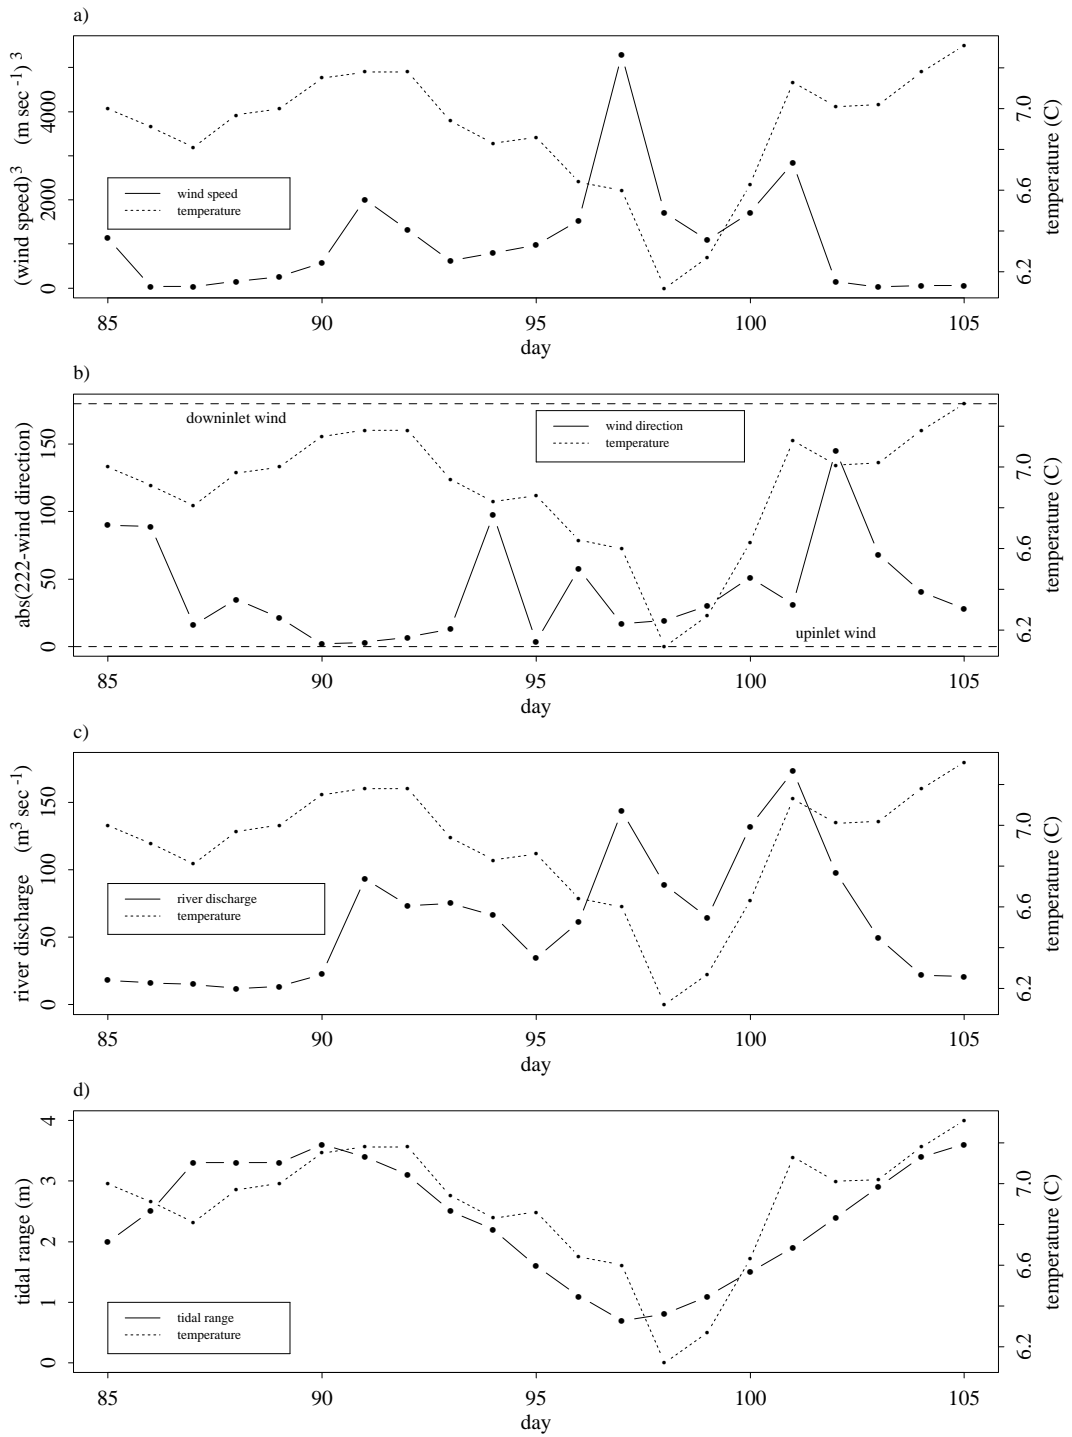 a)
(wind speed)3 (m sec -1) 3
0 2000 4000
wind speed
temperature
6.2 6.6 7.0
temperature (C)
85 90 95 100 105
day
b)
abs(222-wind direction)
0 50 100 150
downinlet wind
wind direction
temperature
upinlet wind
6.2 6.6 7.0
temperature (C)
85 90 95 100 105
day
c)
river discharge (m3 sec -1)
0 50 100 150
river discharge
temperature
6.2 6.6 7.0
temperature (C)
85 90 95 100 105
day
d)
tidal range (m)
0 1 2 3 4
tidal range
temperature
6.2 6.6 7.0
temperature (C)
85 90 95 100 105
day